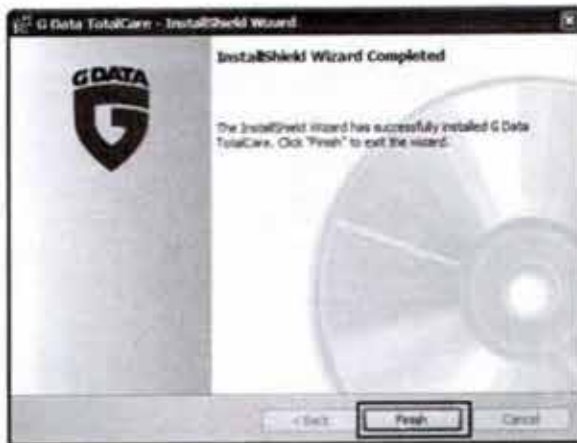 G Data TotalCare - InstallShield Wizard
G DATA
InstallShield Wizard Completed
The InstallShield Wizard has successfully installed G Data
TotalCare. Click "Finish" to exit the wizard.
< Back
Finish
Cancel